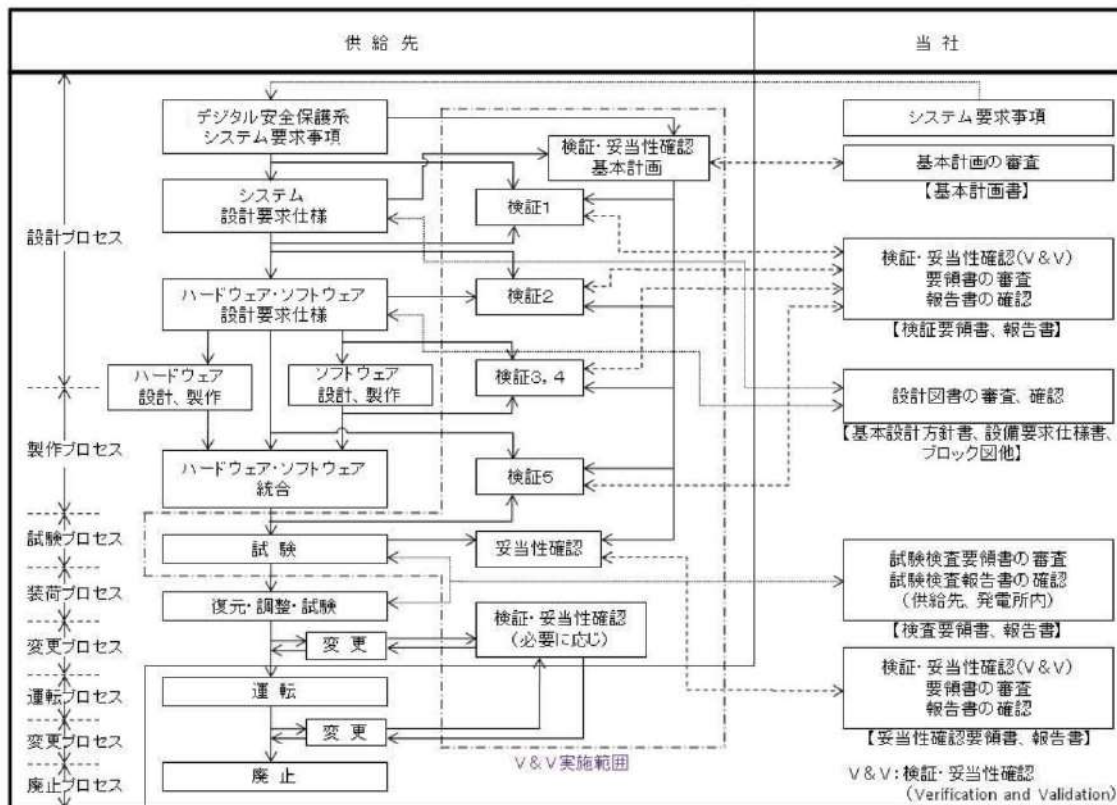 供 給 先
当 社
設計プロセス
製作プロセス
試験プロセス
装荷プロセス
変更プロセス
運転プロセス
変更プロセス
廃止プロセス
デジタル安全保護系
システム要求事項
システム
設計要求仕様
ハードウェア・ソフトウェア
設計要求仕様
ハードウェア
設計、製作
ソフトウェア
設計、製作
ハードウェア・ソフトウェア
統合
試 験
復元・調整・試験
変 更
運 転
変 更
廃 止
検証・妥当性確認
基本計画
検証1
検証2
検証3, 4
検証5
妥当性確認
検証・妥当性確認
(必要に応じ)
V&V実施範囲
システム要求事項
基本計画の審査
【基本計画書】
検証・妥当性確認(V&V)
要領書の審査
報告書の確認
【検証要領書、報告書】
設計図書の審査、確認
【基本設計方針書、設備要求仕様書、
ブロック図他】
試験検査要領書の審査
試験検査報告書の確認
(供給先、発電所内)
【検査要領書、報告書】
検証・妥当性確認(V&V)
要領書の審査
報告書の確認
【妥当性確認要領書、報告書】
V&V:検証・妥当性確認
(Verification and Validation)